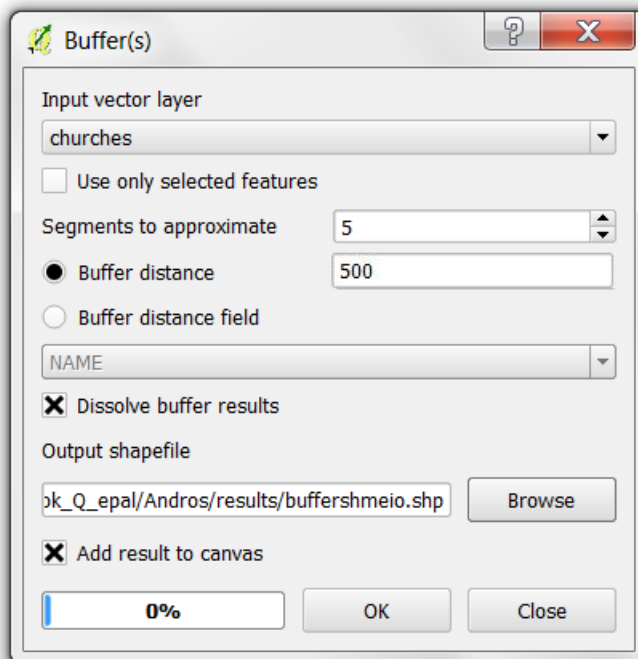 Buffer(s)
Input vector layer
churches
Use only selected features
Segments to approximate 5
Buffer distance 500
Buffer distance field
NAME
Dissolve buffer results
Output shapefile
ok_Q_epal/Andros/results/buffershmeio.shp Browse
Add result to canvas
0% OK Close